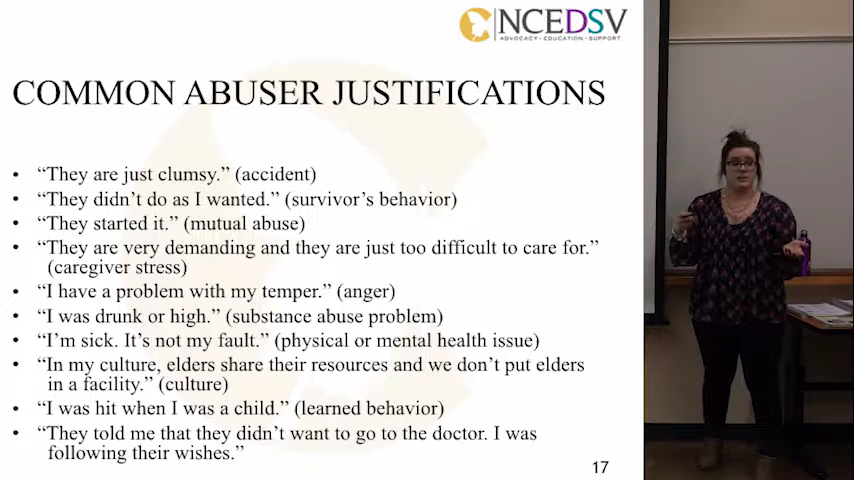 NCEDSV
ADVOCACY • EDUCATION • SUPPORT
COMMON ABUSER JUSTIFICATIONS
• “They are just clumsy.” (accident)
• “They didn’t do as I wanted.” (survivor’s behavior)
• “They started it.” (mutual abuse)
• “They are very demanding and they are just too difficult to care for.”
(caregiver stress)
• “I have a problem with my temper.” (anger)
• “I was drunk or high.” (substance abuse problem)
• “I’m sick. It’s not my fault.” (physical or mental health issue)
• “In my culture, elders share their resources and we don’t put elders
in a facility.” (culture)
• “I was hit when I was a child.” (learned behavior)
• “They told me that they didn’t want to go to the doctor. I was
following their wishes.”
17